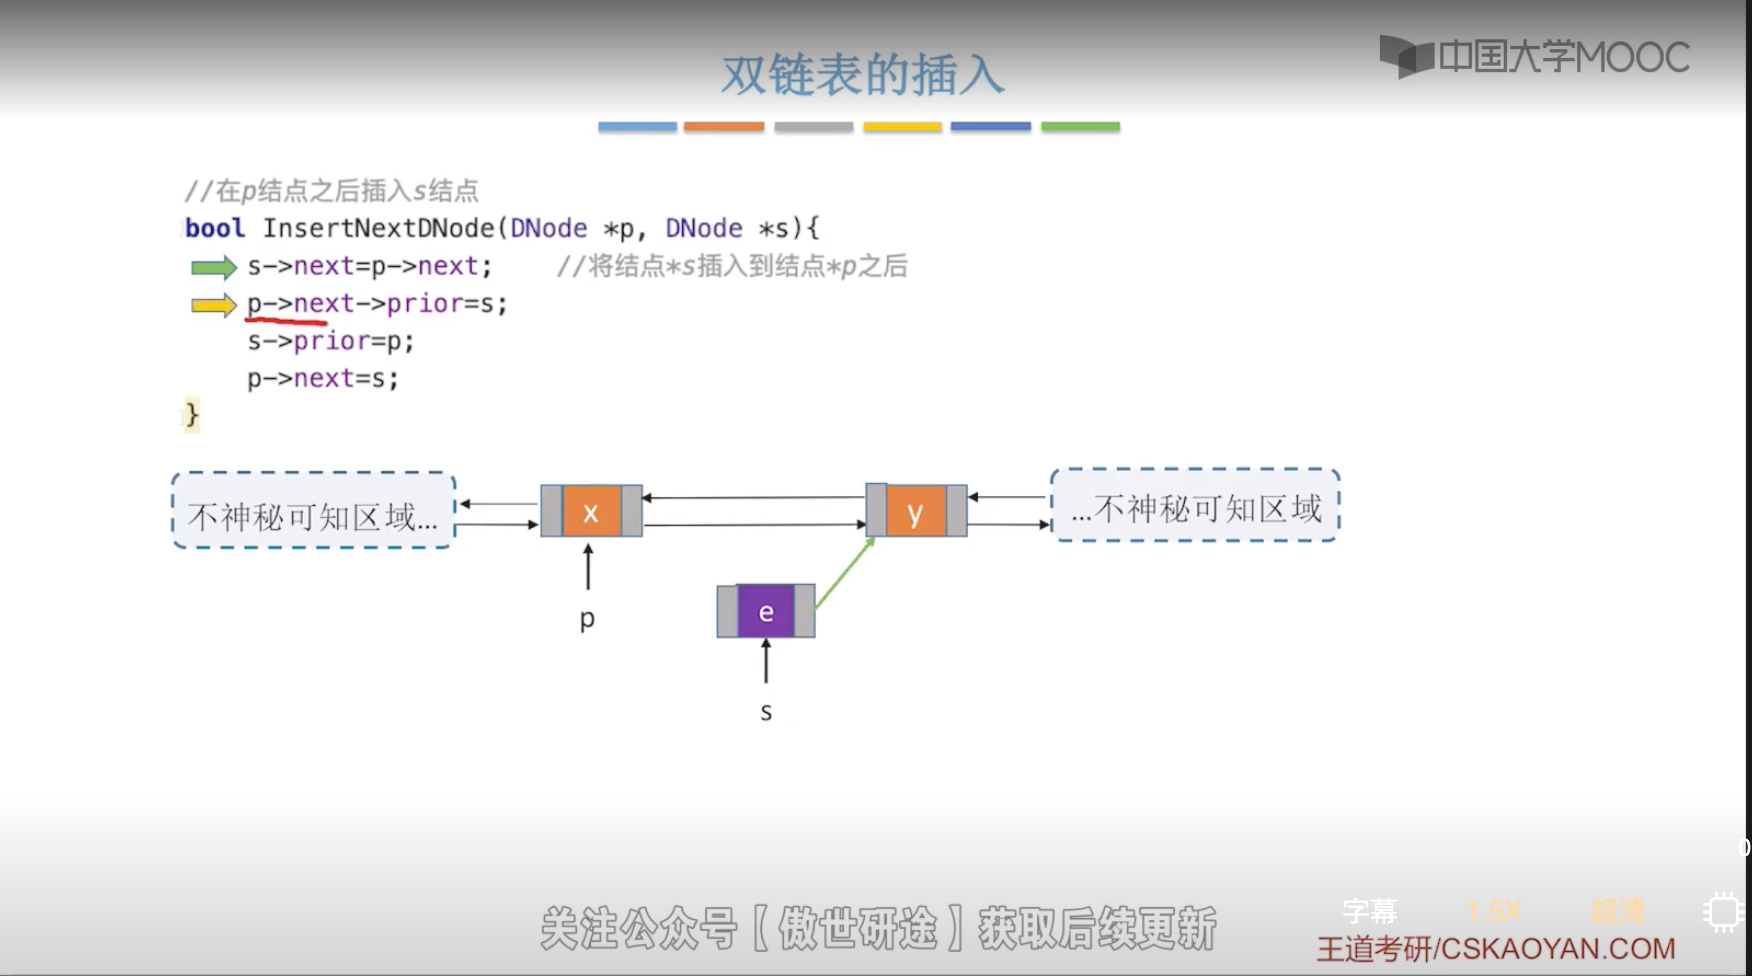 中国大学MOOC
双链表的插入
//在p结点之后插入s结点
bool InsertNextDNode(DNode *p, DNode *s){
s->next=p->next; //将结点*s插入到结点*p之后
p->next->prior=s;
s->prior=p;
p->next=s;
}
不神秘可知区域...
x
y
...不神秘可知区域
p
e
s
0
字幕 1.5X 超清
关注公众号【傲世研途】获取后续更新
王道考研/CSKAOYAN.COM